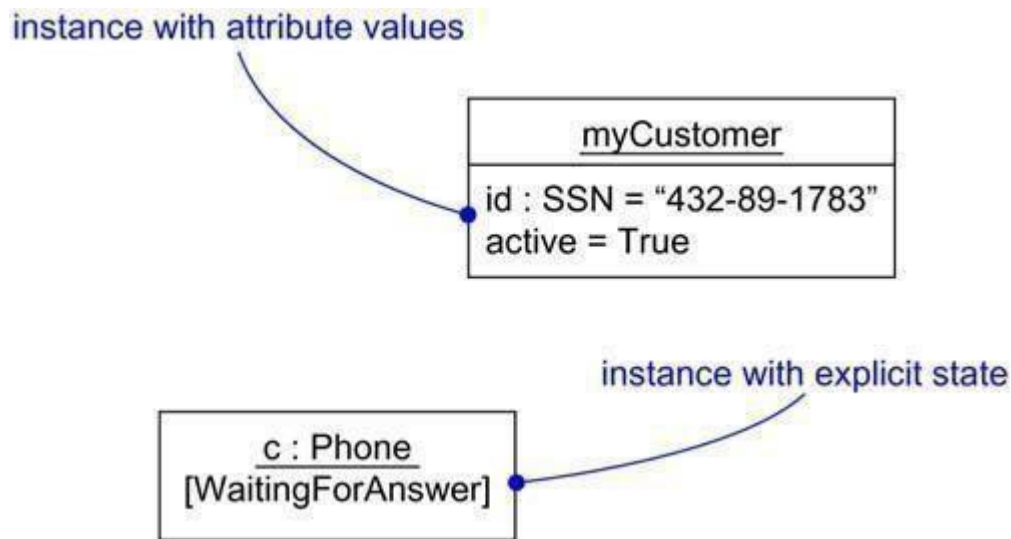 instance with attribute values
myCustomer
id : SSN = “432-89-1783”
active = True
instance with explicit state
c : Phone
[WaitingForAnswer]